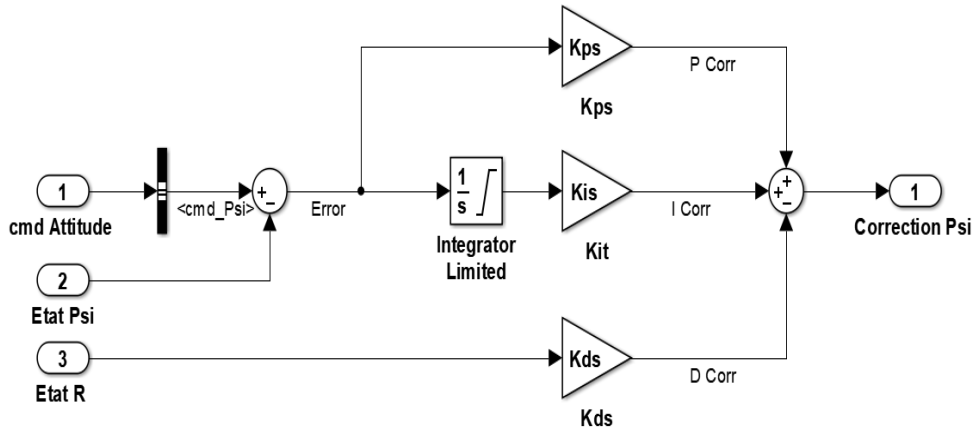 Kps
P Corr
Kps
1
cmd Attitude
<cmd_Psi>
+
−
Error
1
s
Integrator
Limited
Kis
I Corr
Kit
+
+
−
1
Correction Psi
2
Etat Psi
3
Etat R
Kds
D Corr
Kds